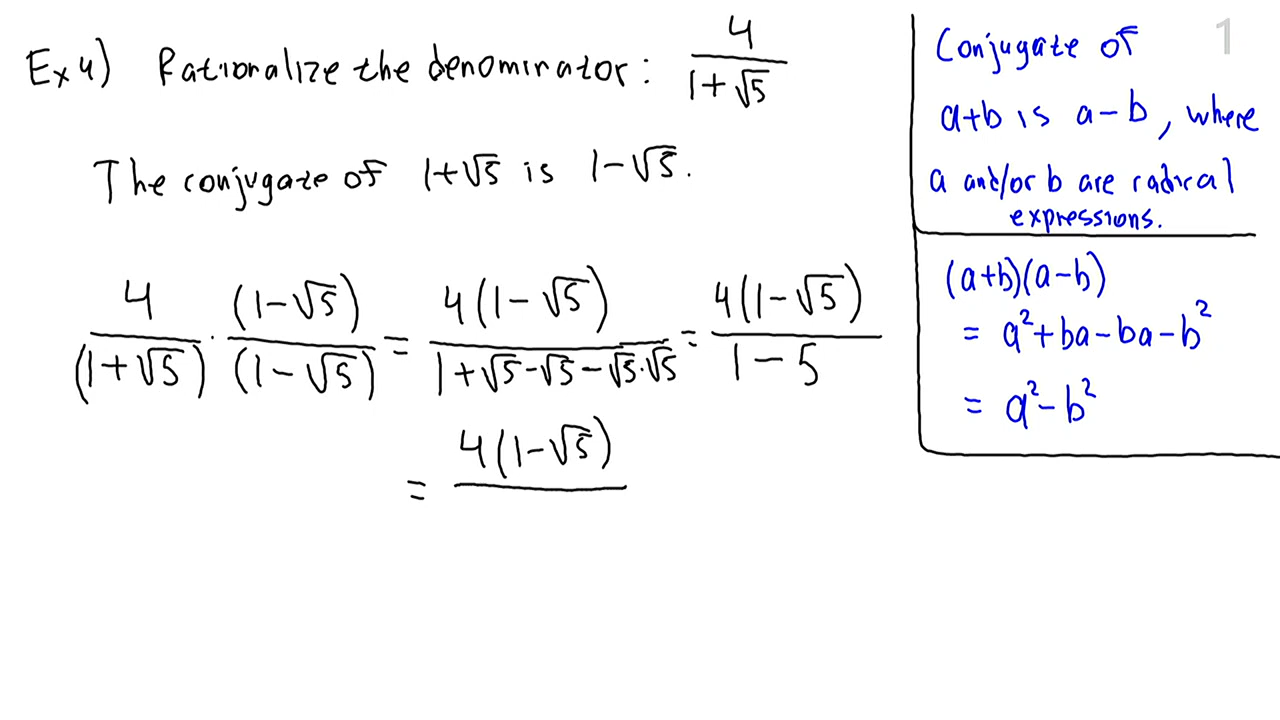 Ex 4) Rationalize the denominator: 4/(1+√5)
The conjugate of 1+√5 is 1-√5.
4/(1+√5) · (1-√5)/(1-√5) = 4(1-√5)/(1+√5-√5-√5·√5) = 4(1-√5)/(1-5)
= 4(1-√5)
1
Conjugate of
a+b is a-b, where
a and/or b are radical
expressions.
(a+b)(a-b)
= a²+ba-ba-b²
= a²-b²